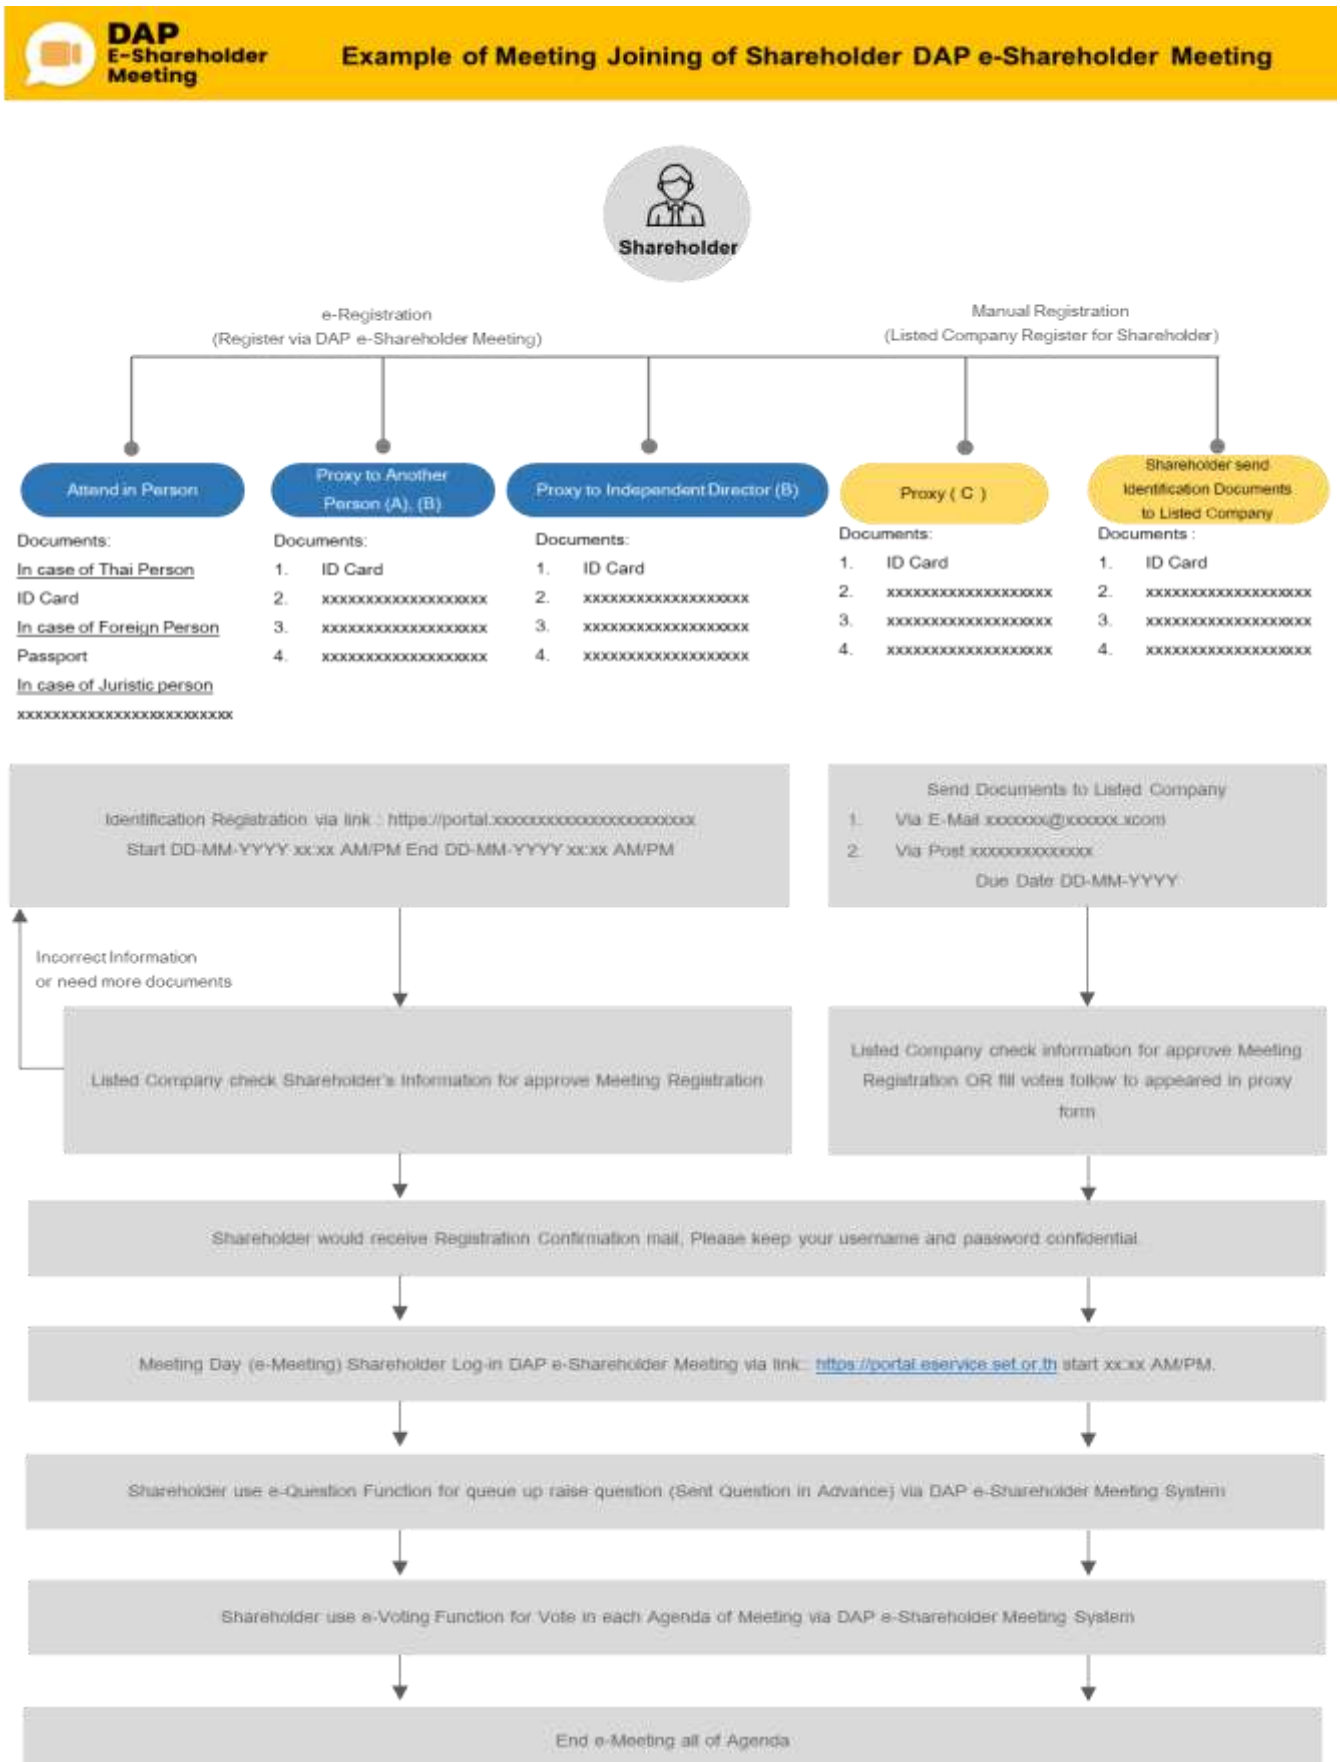 DAP
E-Shareholder
Meeting
Example of Meeting Joining of Shareholder DAP e-Shareholder Meeting
Shareholder
e-Registration
(Register via DAP e-Shareholder Meeting)
Manual Registration
(Listed Company Register for Shareholder)
Attend in Person
Documents:
In case of Thai Person
ID Card
In case of Foreign Person
Passport
In case of Juristic person
xxxxxxxxxxxxxxxxxxxxxxxxx
Proxy to Another
Person (A), (B)
Documents:
1. ID Card
2. xxxxxxxxxxxxxxxxxxx
3. xxxxxxxxxxxxxxxxxxx
4. xxxxxxxxxxxxxxxxxxx
Proxy to Independent Director (B)
Documents:
1. ID Card
2. xxxxxxxxxxxxxxxxxxx
3. xxxxxxxxxxxxxxxxxxx
4. xxxxxxxxxxxxxxxxxxx
Proxy ( C )
Documents:
1. ID Card
2. xxxxxxxxxxxxxxxxxxx
3. xxxxxxxxxxxxxxxxxxx
4. xxxxxxxxxxxxxxxxxxx
Shareholder send
Identification Documents
to Listed Company
Documents :
1. ID Card
2. xxxxxxxxxxxxxxxxxxx
3. xxxxxxxxxxxxxxxxxxx
4. xxxxxxxxxxxxxxxxxxx
Identification Registration via link : https://portal.xxxxxxxxxxxxxxxxxxxxxxx
Start DD-MM-YYYY xx:xx AM/PM End DD-MM-YYYY xx:xx AM/PM
Send Documents to Listed Company
1. Via E-Mail xxxxxxx@xxxxxx.xcom
2. Via Post xxxxxxxxxxxxxx
Due Date DD-MM-YYYY
Incorrect Information
or need more documents
Listed Company check Shareholder's Information for approve Meeting Registration
Listed Company check information for approve Meeting
Registration OR fill votes follow to appeared in proxy
form
Shareholder would receive Registration Confirmation mail, Please keep your username and password confidential.
Meeting Day (e-Meeting) Shareholder Log-in DAP e-Shareholder Meeting via link : https://portal.eservice.set.or.th start xx:xx AM/PM.
Shareholder use e-Question Function for queue up raise question (Sent Question in Advance) via DAP e-Shareholder Meeting System
Shareholder use e-Voting Function for Vote in each Agenda of Meeting via DAP e-Shareholder Meeting System
End e-Meeting all of Agenda